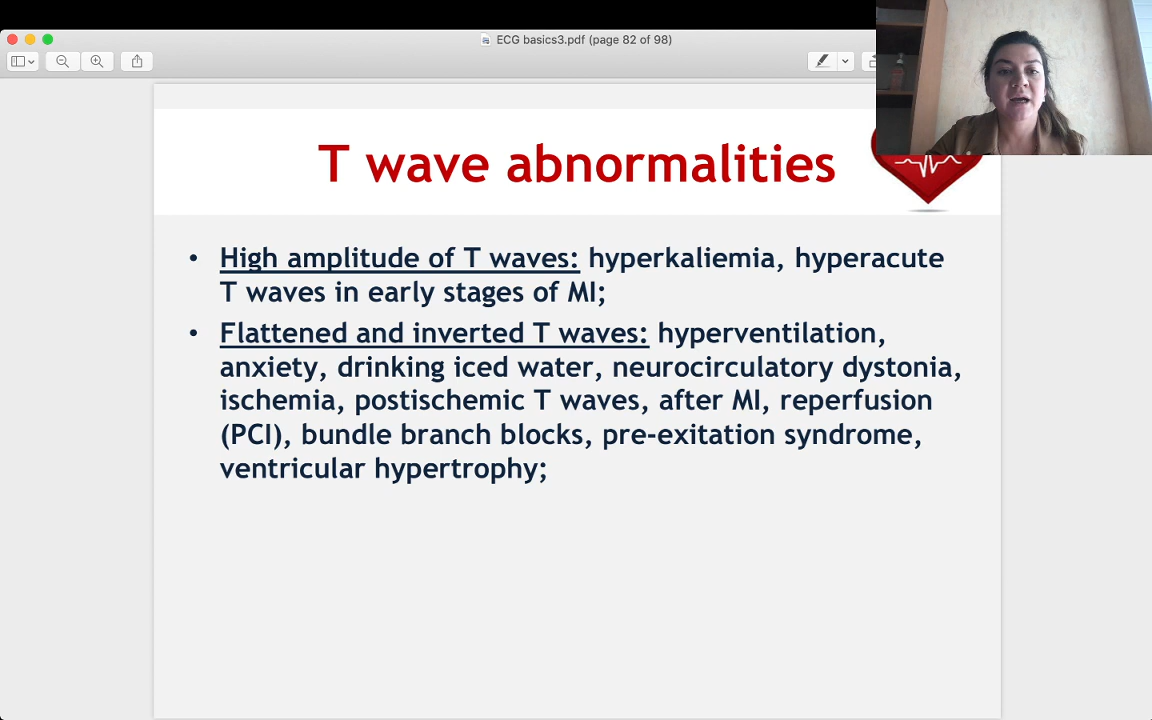 ECG basics3.pdf (page 82 of 98)
T wave abnormalities
• High amplitude of T waves: hyperkaliemia, hyperacute
T waves in early stages of MI;
• Flattened and inverted T waves: hyperventilation,
anxiety, drinking iced water, neurocirculatory dystonia,
ischemia, postischemic T waves, after MI, reperfusion
(PCI), bundle branch blocks, pre-exitation syndrome,
ventricular hypertrophy;